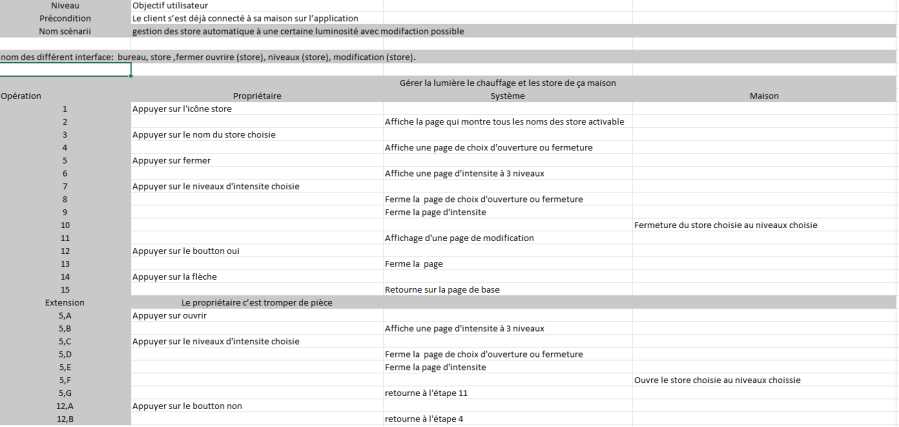 Niveau Objectif utilisateur
Précondition Le client s'est déjà connecté à sa maison sur l'application
Nom scénarii gestion des store automatique à une certaine luminosité avec modifaction possible
nom des différent interface: bureau, store ,fermer ouvrire (store), niveaux (store), modification (store).
Gérer la lumière le chauffage et les store de ça maison
Opération Propriétaire Système Maison
1 Appuyer sur l'icône store
2 Affiche la page qui montre tous les noms des store activable
3 Appuyer sur le nom du store choisie
4 Affiche une page de choix d'ouverture ou fermeture
5 Appuyer sur fermer
6 Affiche une page d'intensite à 3 niveaux
7 Appuyer sur le niveaux d'intensite choisie
8 Ferme la page de choix d'ouverture ou fermeture
9 Ferme la page d'intensite
10 Fermeture du store choisie au niveaux choisie
11 Affichage d'une page de modification
12 Appuyer sur le boutton oui
13 Ferme la page
14 Appuyer sur la flèche
15 Retourne sur la page de base
Extension Le propriétaire c'est tromper de pièce
5,A Appuyer sur ouvrir
5,B Affiche une page d'intensite à 3 niveaux
5,C Appuyer sur le niveaux d'intensite choisie
5,D Ferme la page de choix d'ouverture ou fermeture
5,E Ferme la page d'intensite
5,F Ouvre le store choisie au niveaux choissie
5,G retourne à l'étape 11
12,A Appuyer sur le boutton non
12,B retourne à l'étape 4